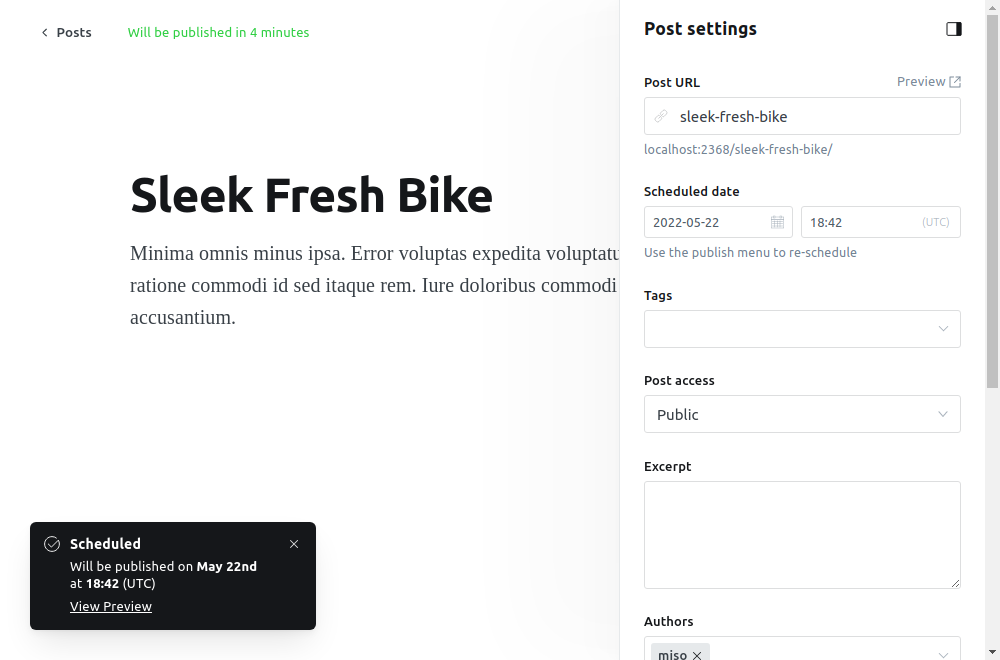 Posts
Will be published in 4 minutes
Sleek Fresh Bike
Minima omnis minus ipsa. Error voluptas expedita
ratione commodi id sed itaque rem. Iure doloribus commodi
accusantium.
Scheduled
Will be published on May 22nd
at 18:42 (UTC)
View Preview
Post settings
Post URL
Preview
sleek-fresh-bike
localhost:2368/sleek-fresh-bike/
Scheduled date
2022-05-22
18:42
(UTC)
Use the publish menu to re-schedule
Tags
Post access
Public
Excerpt
Authors
miso